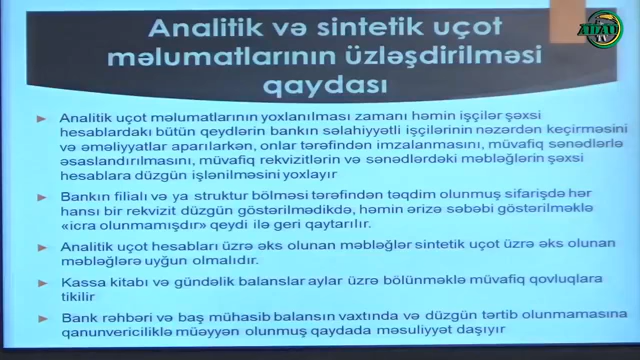 Analitik və sintetik uçot
məlumatlarının üzləşdirilməsi
qaydası
Analitik uçot məlumatlarının yoxlanılması zamanı həmin işçilər şəxsi
hesablardakı bütün qeydlərin bankın səlahiyyətli işçilərinin nəzərdən keçirməsini
və əməliyyatlar aparılarkən, onlar tərəfindən imzalanmasını, müvafiq sənədlərlə
əsaslandırılmasını, müvafiq rekvizitlərin və sənədlərdəki məbləğlərin şəxsi
hesablara düzgün işlənilməsini yoxlayır
Bankın filialı və ya struktur bölməsi tərəfindən təqdim olunmuş sifarişdə hər
hansı bir rekvizit düzgün göstərilmədikdə, həmin ərizə səbəbi göstərilməklə
«icra olunmamışdır» qeydi ilə geri qaytarılır.
Analitik uçot hesabları üzrə əks olunan məbləğlər sintetik uçot üzrə əks olunan
məbləğlərə uyğun olmalıdır.
Kassa kitabı və gündəlik balanslar aylar üzrə bölünməklə müvafiq qovluqlara
tikilir
Bank rəhbəri və baş mühasib balansın vaxtında və düzgün tərtib olunmamasına
qanunvericiliklə müəyyən olunmuş qaydada məsuliyyət daşıyır
TV